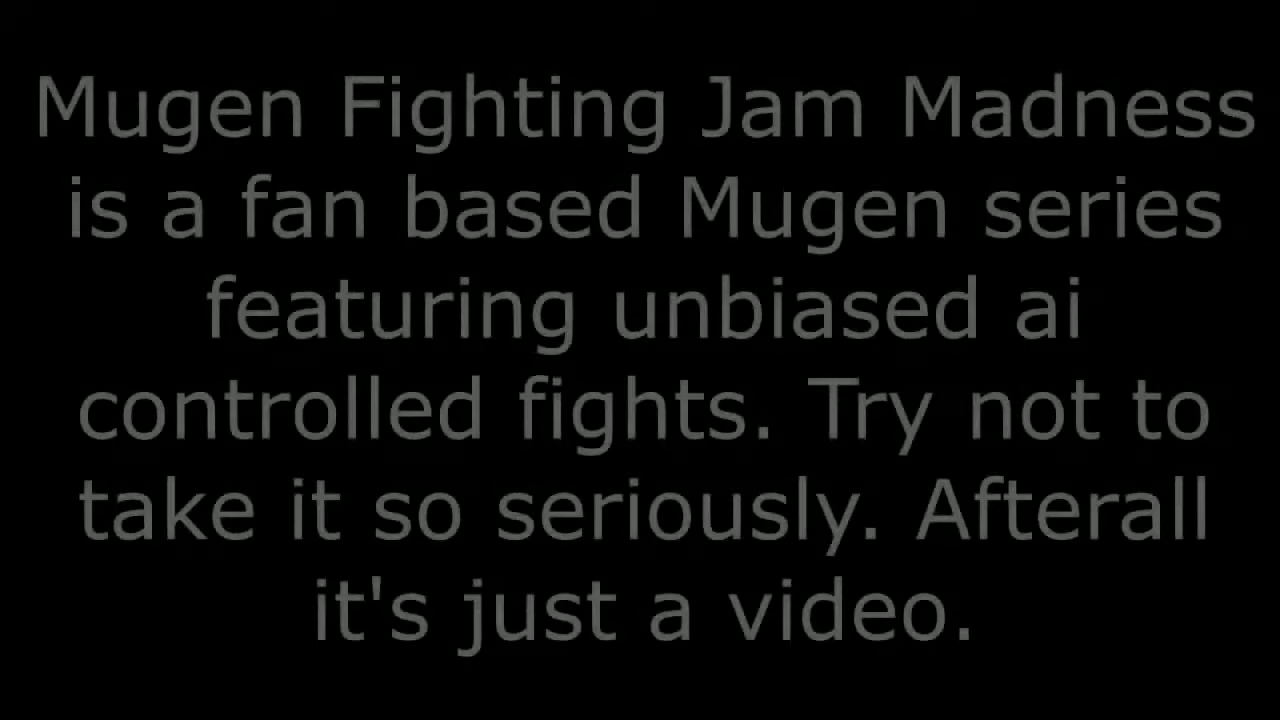 Mugen Fighting Jam Madness
is a fan based Mugen series
featuring unbiased ai
controlled fights. Try not to
take it so seriously. Afterall
it's just a video.